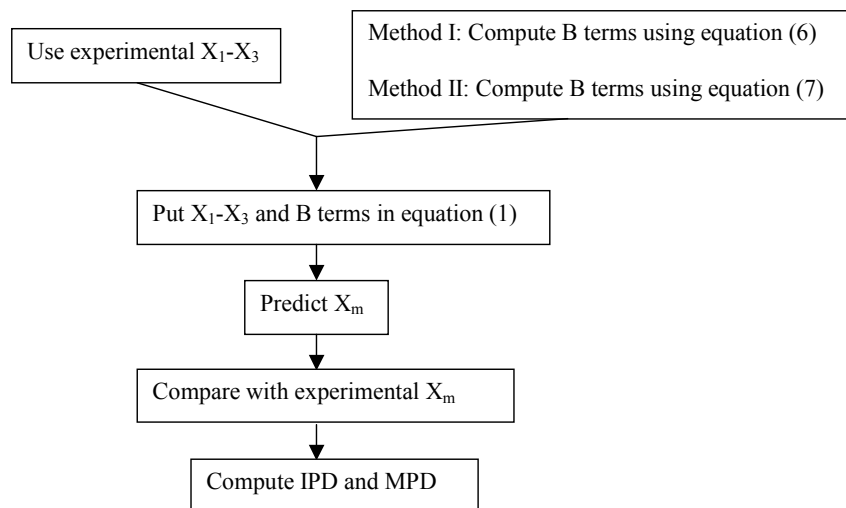 Use experimental X₁-X₃
Method I: Compute B terms using equation (6)
Method II: Compute B terms using equation (7)
Put X₁-X₃ and B terms in equation (1)
Predict Xₘ
Compare with experimental Xₘ
Compute IPD and MPD